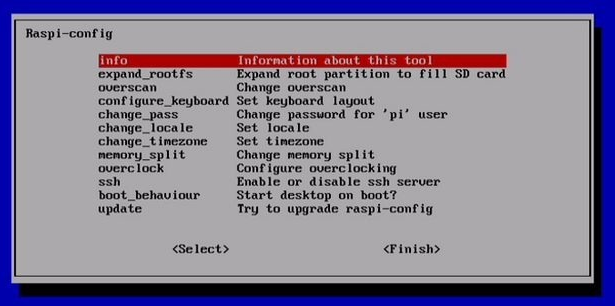 Raspi-config
info Information about this tool
expand_rootfs Expand root partition to fill SD card
overscan Change overscan
configure_keyboard Set keyboard layout
change_pass Change password for 'pi' user
change_locale Set locale
change_timezone Set timezone
memory_split Change memory split
overclock Configure overclocking
ssh Enable or disable ssh server
boot_behaviour Start desktop on boot?
update Try to upgrade raspi-config
<Select> <Finish>